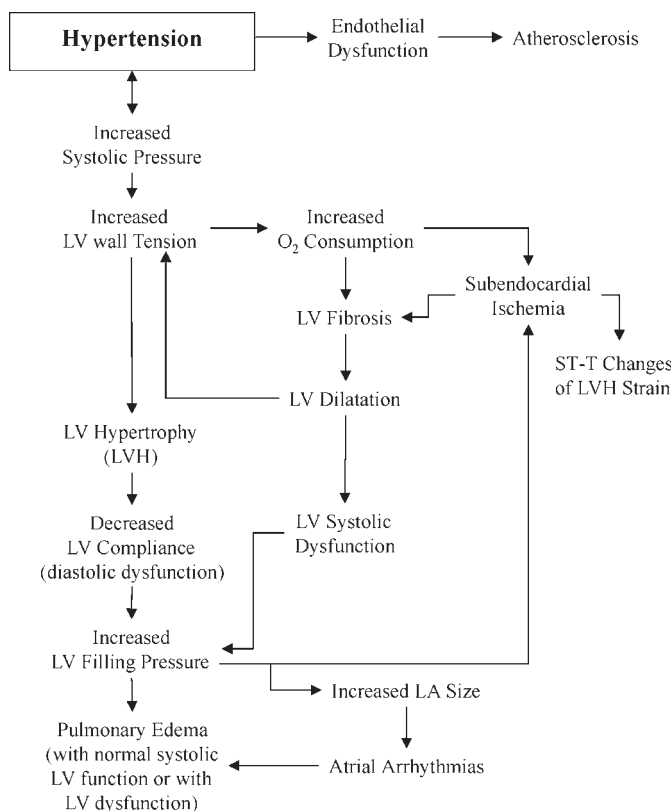 Hypertension
Endothelial
Dysfunction
Atherosclerosis
Increased
Systolic Pressure
Increased
LV wall Tension
Increased
O₂ Consumption
Subendocardial
Ischemia
LV Fibrosis
ST-T Changes
of LVH Strain
LV Dilatation
LV Hypertrophy
(LVH)
Decreased
LV Compliance
(diastolic dysfunction)
LV Systolic
Dysfunction
Increased
LV Filling Pressure
Increased LA Size
Pulmonary Edema
(with normal systolic
LV function or with
LV dysfunction)
Atrial Arrhythmias